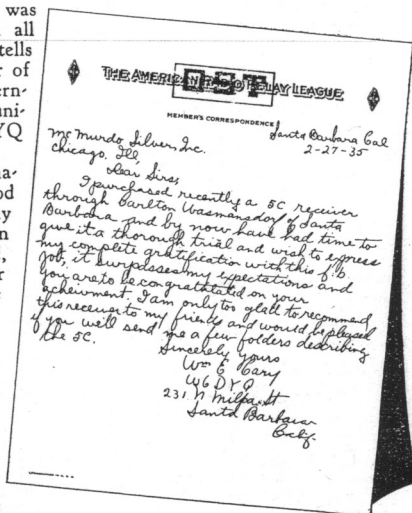 was
all
tells
of
ern-
uni-
YQ
na-
od
y
n
,
r
THE AMERICAN RADIO RELAY LEAGUE
QST
MEMBER'S CORRESPONDENCE
Santa Barbara Cal
2-27-35
McMurdo Silver, Inc.
Chicago, Ill,
Dear Sirs;
I purchased recently a 5C receiver
through Carlton Wasmansdorf of Santa
Barbara and by now have had time to
give it a thorough trial and wish to express
my complete gratification with this f.b.
job, it surpasses my expectations and
you are to be congratulated on your
acheivment. I am only too glad to recommend
this receiver to my friends and would be pleased
if you will send me a few folders describing
the 5C.
Sincerely yours
Wm E Cary
W6DYQ
231 N Milpas St
Santa Barbara
Calif.